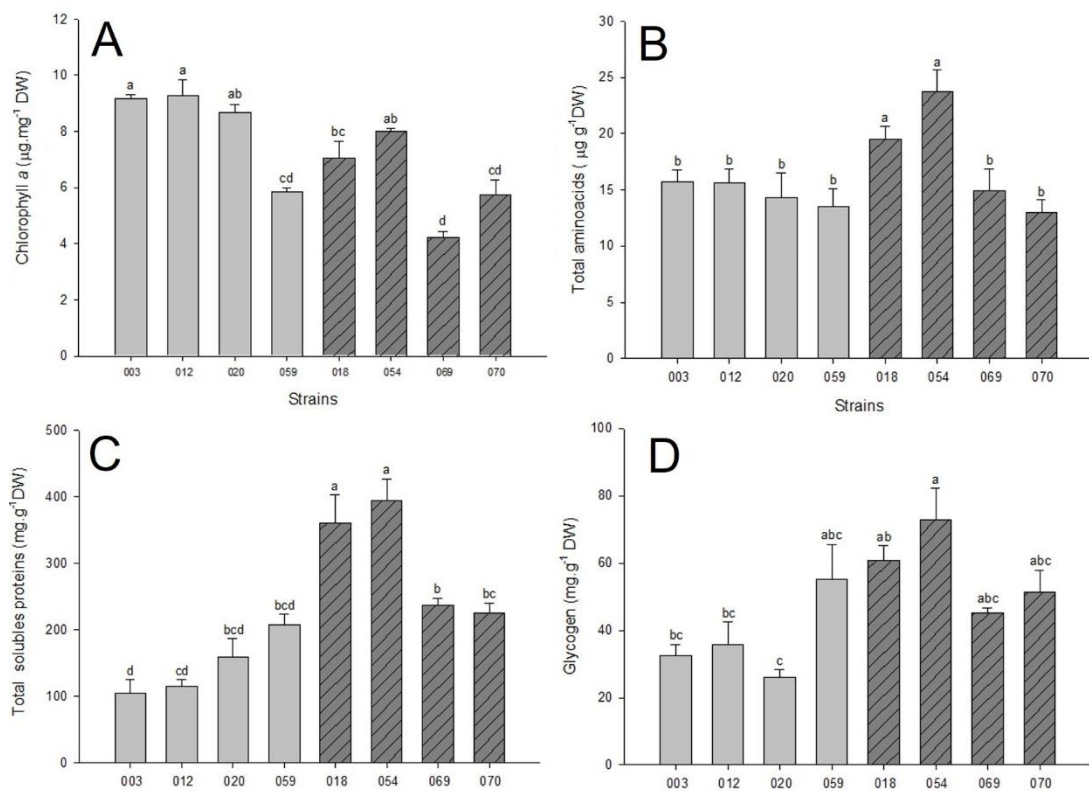 A
Chlorophyll a (µg.mg-1 DW)
12
10
8
6
4
2
0
a
a
ab
cd
bc
ab
d
cd
003 012 020 059 018 054 069 070
Strains
B
Total aminoacids ( µg g-1DW)
30
25
20
15
10
5
0
b
b
b
b
a
a
b
b
003 012 020 059 018 054 069 070
Strains
C
Total solubles proteins (mg.g-1DW)
500
400
300
200
100
0
d
cd
bcd
bcd
a
a
b
bc
003 012 020 059 018 054 069 070
D
Glycogen (mg.g-1 DW)
100
80
60
40
20
0
bc
bc
c
abc
ab
a
abc
abc
003 012 020 059 018 054 069 070